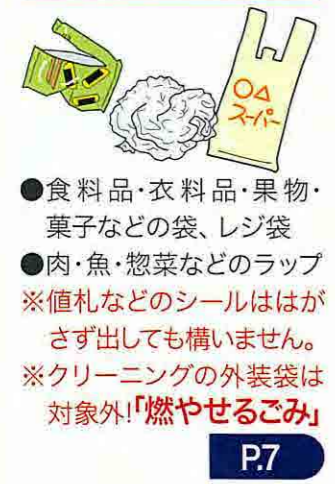 ○△
スーパー
●食料品・衣料品・果物・
菓子などの袋、レジ袋
●肉・魚・惣菜などのラップ
※値札などのシールははが
さず出しても構いません。
※クリーニングの外装袋は
対象外!「燃やせるごみ」
P.7